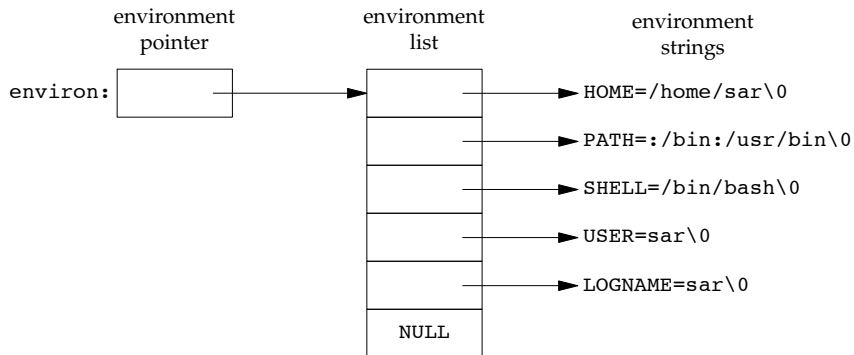 environment
pointer
environment
list
environment
strings
environ:
HOME=/home/sar\0
PATH=:/bin:/usr/bin\0
SHELL=/bin/bash\0
USER=sar\0
LOGNAME=sar\0
NULL